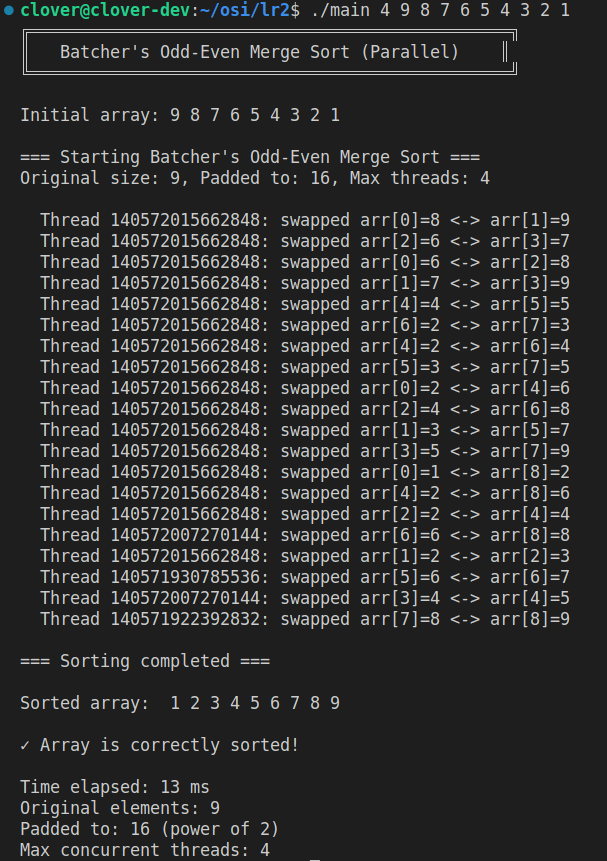 clover@clover-dev:~/osi/lr2$ ./main 4 9 8 7 6 5 4 3 2 1
Batcher's Odd-Even Merge Sort (Parallel)
Initial array: 9 8 7 6 5 4 3 2 1
=== Starting Batcher's Odd-Even Merge Sort ===
Original size: 9, Padded to: 16, Max threads: 4
Thread 140572015662848: swapped arr[0]=8 <-> arr[1]=9
Thread 140572015662848: swapped arr[2]=6 <-> arr[3]=7
Thread 140572015662848: swapped arr[0]=6 <-> arr[2]=8
Thread 140572015662848: swapped arr[1]=7 <-> arr[3]=9
Thread 140572015662848: swapped arr[4]=4 <-> arr[5]=5
Thread 140572015662848: swapped arr[6]=2 <-> arr[7]=3
Thread 140572015662848: swapped arr[4]=2 <-> arr[6]=4
Thread 140572015662848: swapped arr[5]=3 <-> arr[7]=5
Thread 140572015662848: swapped arr[0]=2 <-> arr[4]=6
Thread 140572015662848: swapped arr[2]=4 <-> arr[6]=8
Thread 140572015662848: swapped arr[1]=3 <-> arr[5]=7
Thread 140572015662848: swapped arr[3]=5 <-> arr[7]=9
Thread 140572015662848: swapped arr[0]=1 <-> arr[8]=2
Thread 140572015662848: swapped arr[4]=2 <-> arr[8]=6
Thread 140572015662848: swapped arr[2]=2 <-> arr[4]=4
Thread 140572007270144: swapped arr[6]=6 <-> arr[8]=8
Thread 140572015662848: swapped arr[1]=2 <-> arr[2]=3
Thread 140571930785536: swapped arr[5]=6 <-> arr[6]=7
Thread 140572007270144: swapped arr[3]=4 <-> arr[4]=5
Thread 140571922392832: swapped arr[7]=8 <-> arr[8]=9
=== Sorting completed ===
Sorted array:  1 2 3 4 5 6 7 8 9
✓ Array is correctly sorted!
Time elapsed: 13 ms
Original elements: 9
Padded to: 16 (power of 2)
Max concurrent threads: 4